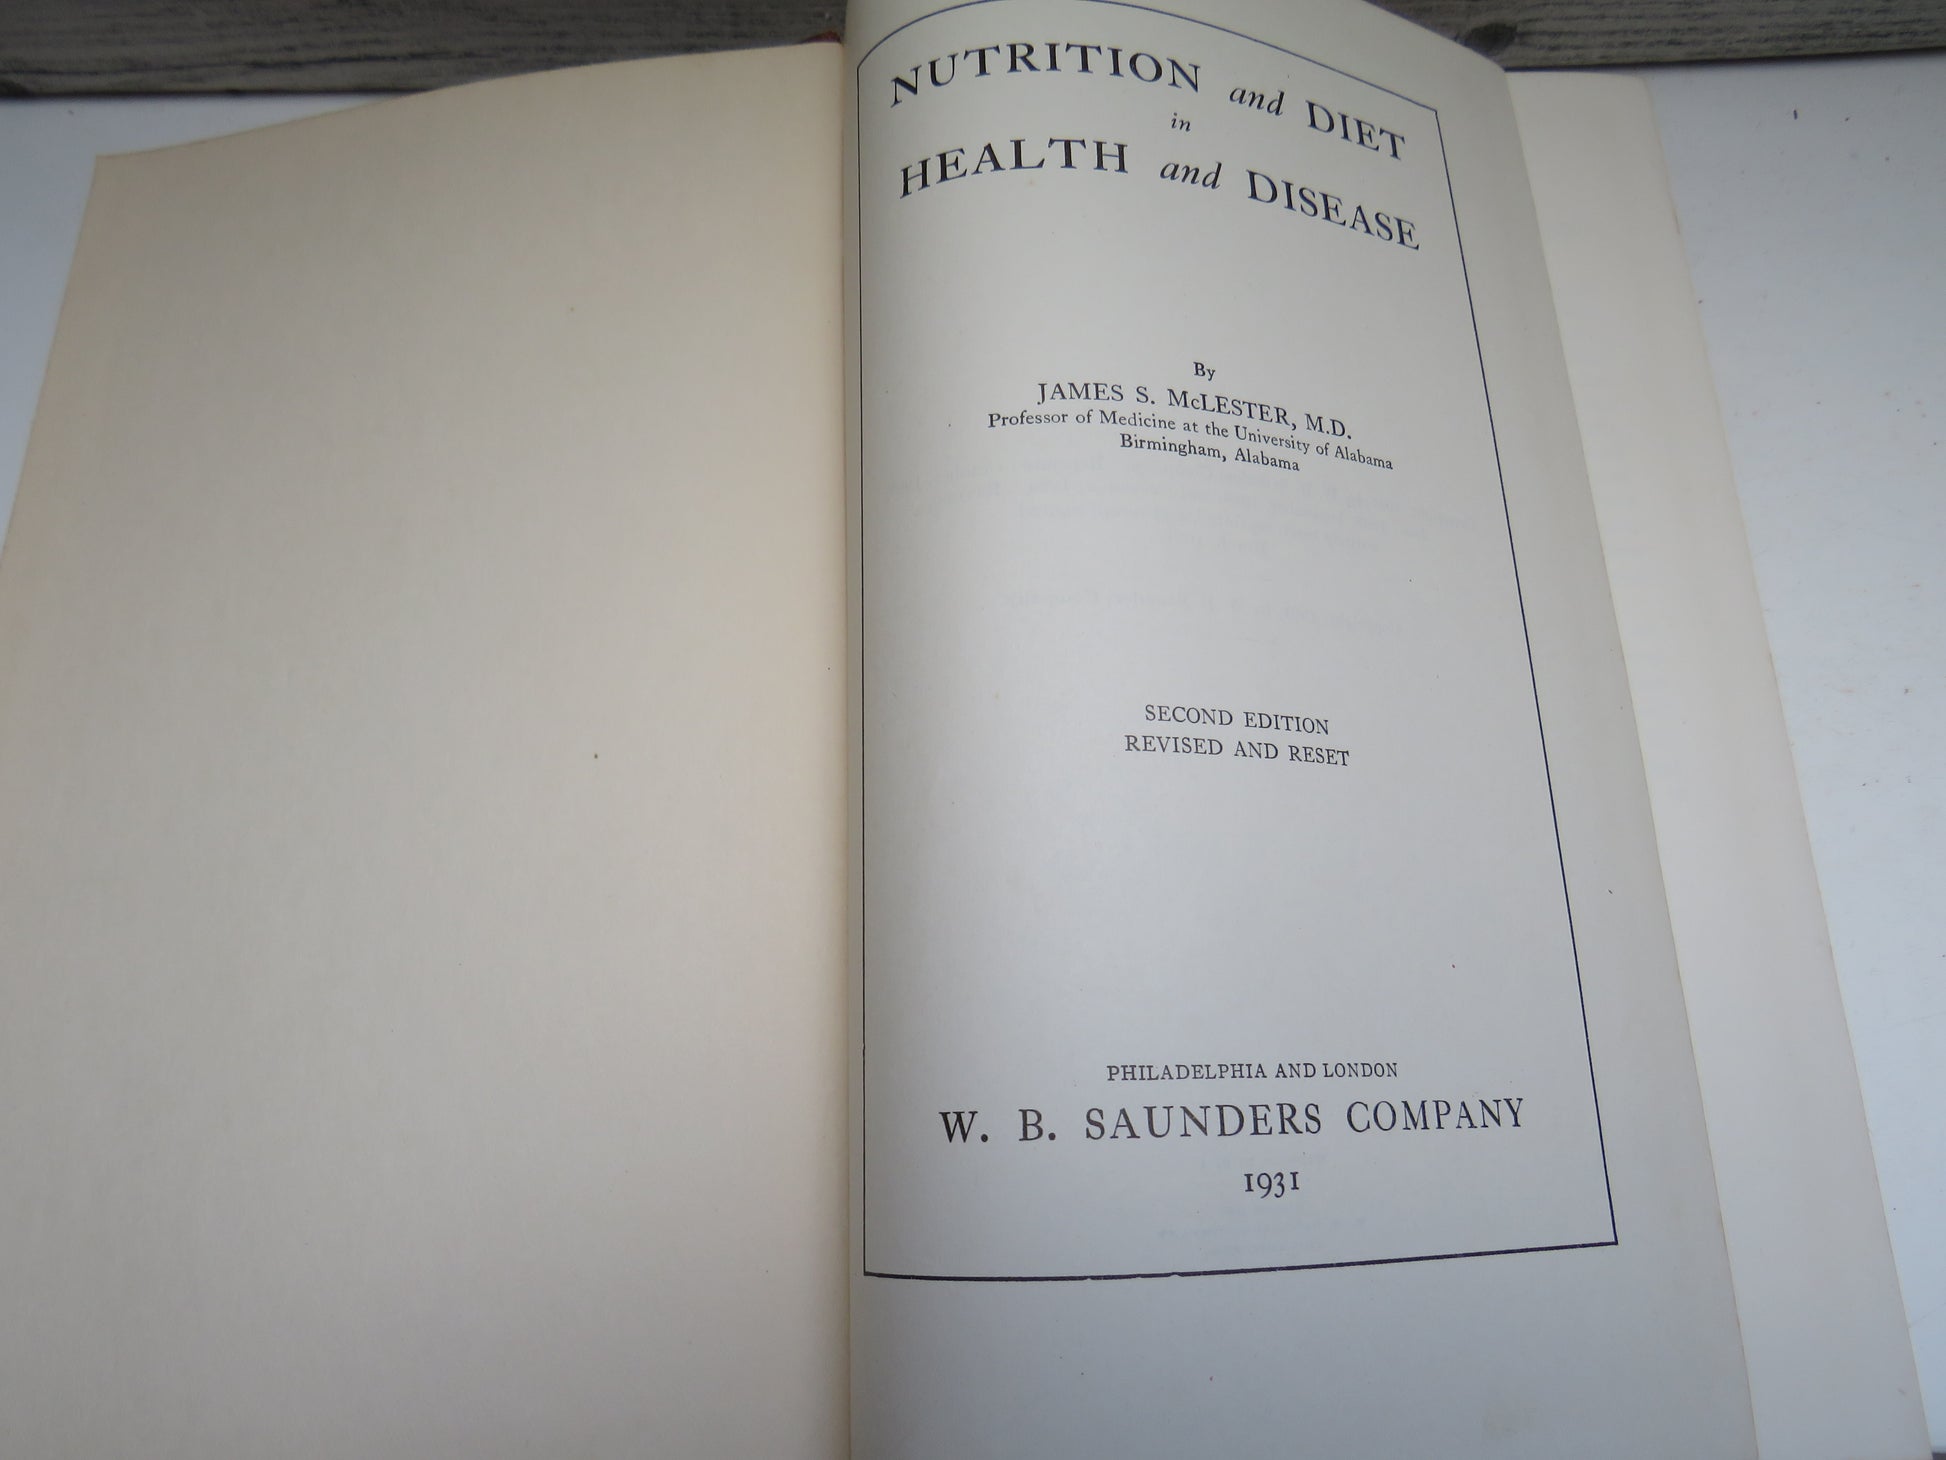 NUTRITION and DIET
in
HEALTH and DISEASE
By
JAMES S. McLESTER, M.D.
Professor of Medicine at the University of Alabama
Birmingham, Alabama
SECOND EDITION
REVISED AND RESET
PHILADELPHIA AND LONDON
W. B. SAUNDERS COMPANY
1931